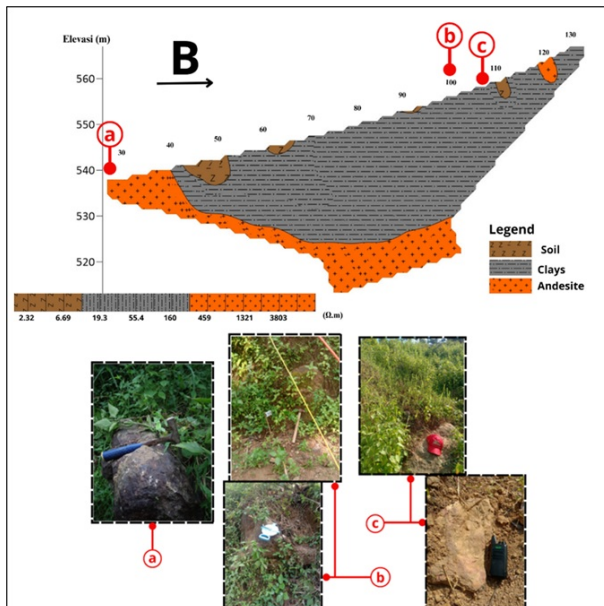 Elevasi (m)
B
b
c
130
120
560
110
100
90
550
80
a
70
60
50
540
40
30
530
520
Legend
Soil
Clays
Andesite
2.32 6.69 19.3 55.4 160 459 1321 3803 (Ω.m)
a
b
c